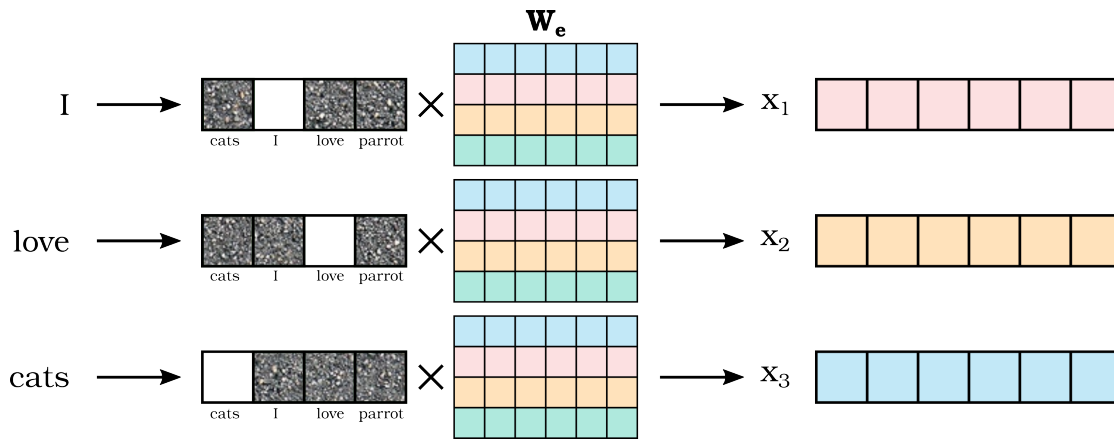 W_e
I
cats I love parrot
×
x_1
love
cats I love parrot
×
x_2
cats
cats I love parrot
×
x_3